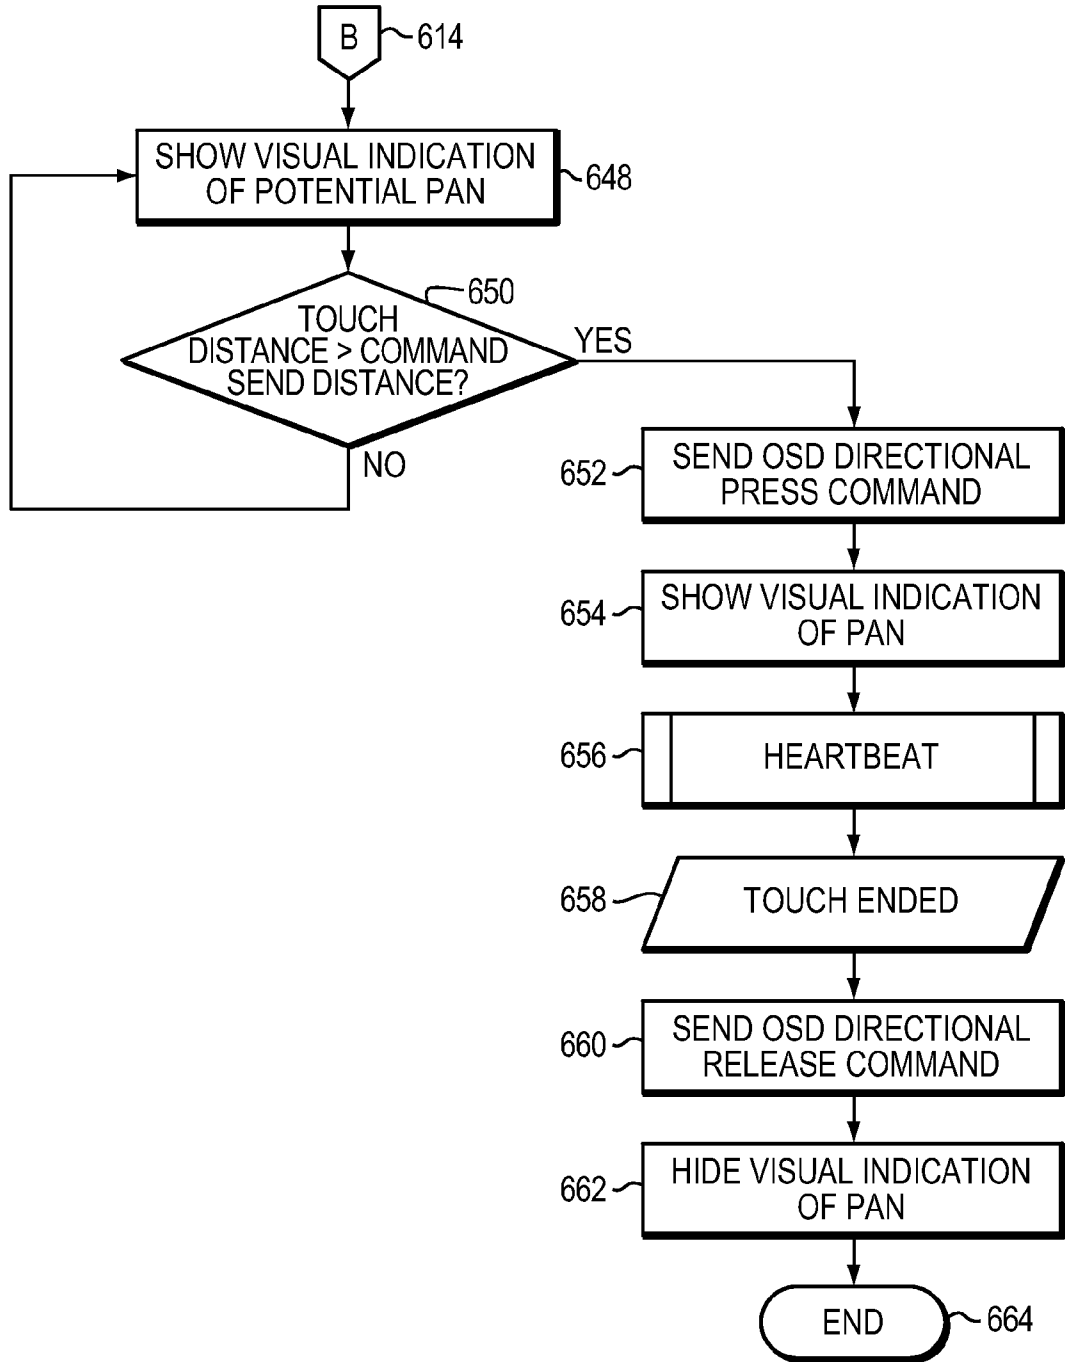 B
614
SHOW VISUAL INDICATION
OF POTENTIAL PAN
648
650
TOUCH
DISTANCE > COMMAND
SEND DISTANCE?
YES
NO
652
SEND OSD DIRECTIONAL
PRESS COMMAND
654
SHOW VISUAL INDICATION
OF PAN
656
HEARTBEAT
658
TOUCH ENDED
660
SEND OSD DIRECTIONAL
RELEASE COMMAND
662
HIDE VISUAL INDICATION
OF PAN
END
664